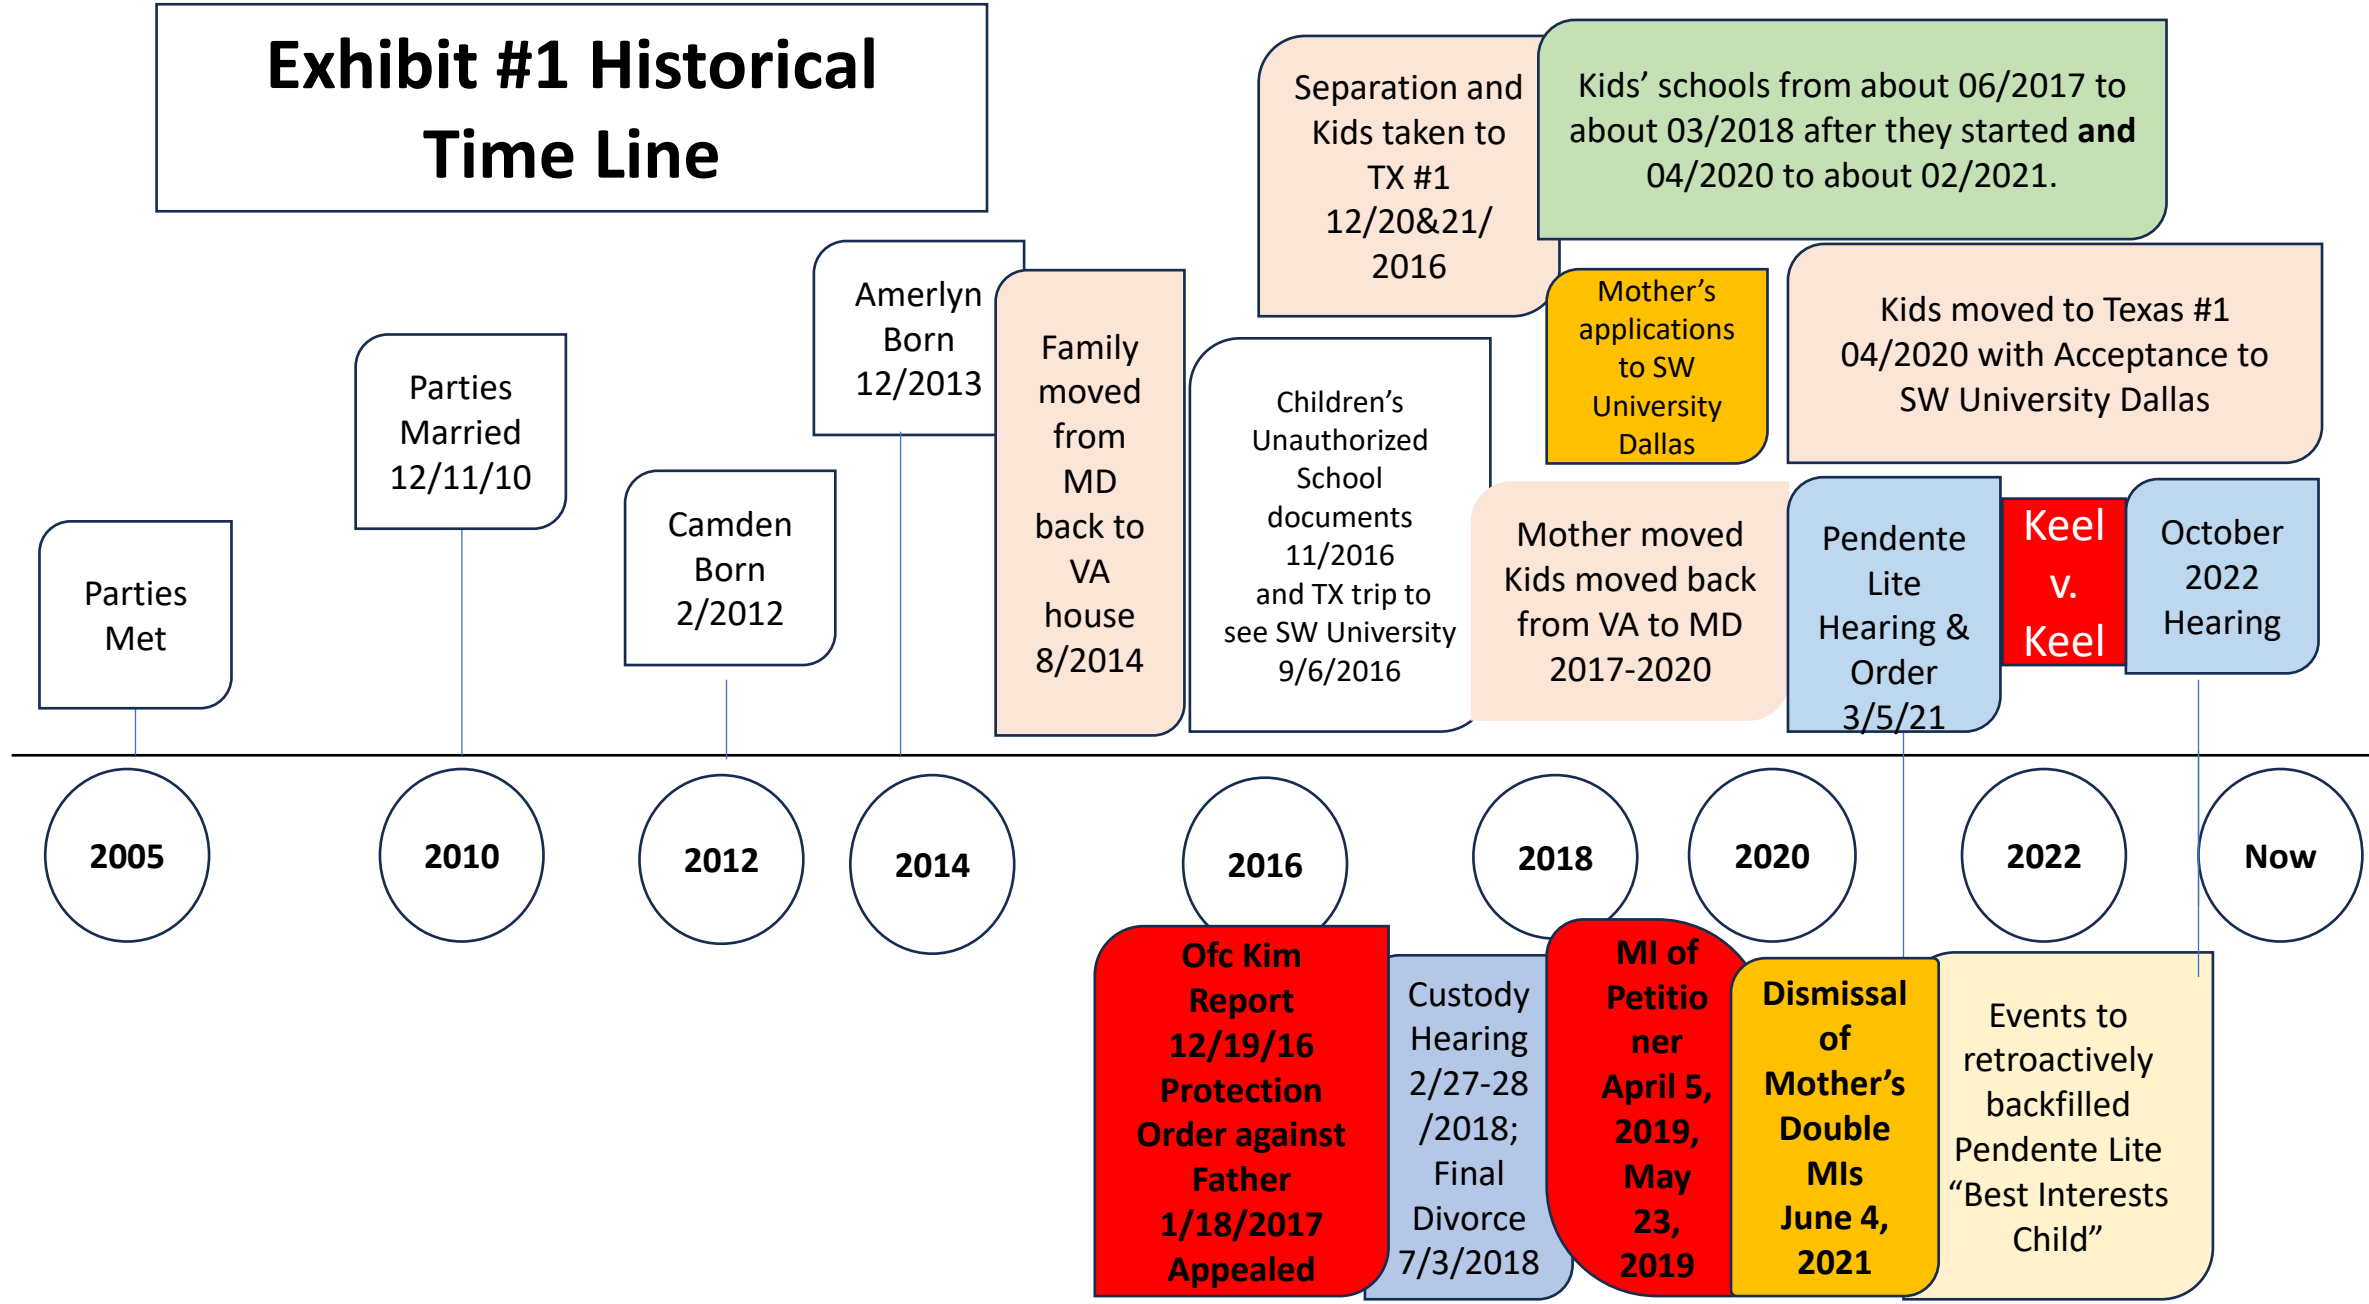 Exhibit #1 Historical
Time Line
Parties
Met
Parties
Married
12/11/10
Camden
Born
2/2012
Amerlyn
Born
12/2013
Family
moved
from
MD
back to
VA
house
8/2014
Children's
Unauthorized
School
documents
11/2016
and TX trip to
see SW University
9/6/2016
Separation and
Kids taken to
TX #1
12/20&21/
2016
Kids' schools from about 06/2017 to
about 03/2018 after they started and
04/2020 to about 02/2021.
Mother's
applications
to SW
University
Dallas
Kids moved to Texas #1
04/2020 with Acceptance to
SW University Dallas
Mother moved
Kids moved back
from VA to MD
2017-2020
Pendente
Lite
Hearing &
Order
3/5/21
Keel
v.
Keel
October
2022
Hearing
2005
2010
2012
2014
2016
2018
2020
2022
Now
Ofc Kim
Report
12/19/16
Protection
Order against
Father
1/18/2017
Appealed
Custody
Hearing
2/27-28
/2018;
Final
Divorce
7/3/2018
MI of
Petitio
ner
April 5,
2019,
May
23,
2019
Dismissal
of
Mother's
Double
MIs
June 4,
2021
Events to
retroactively
backfilled
Pendente Lite
“Best Interests
Child”